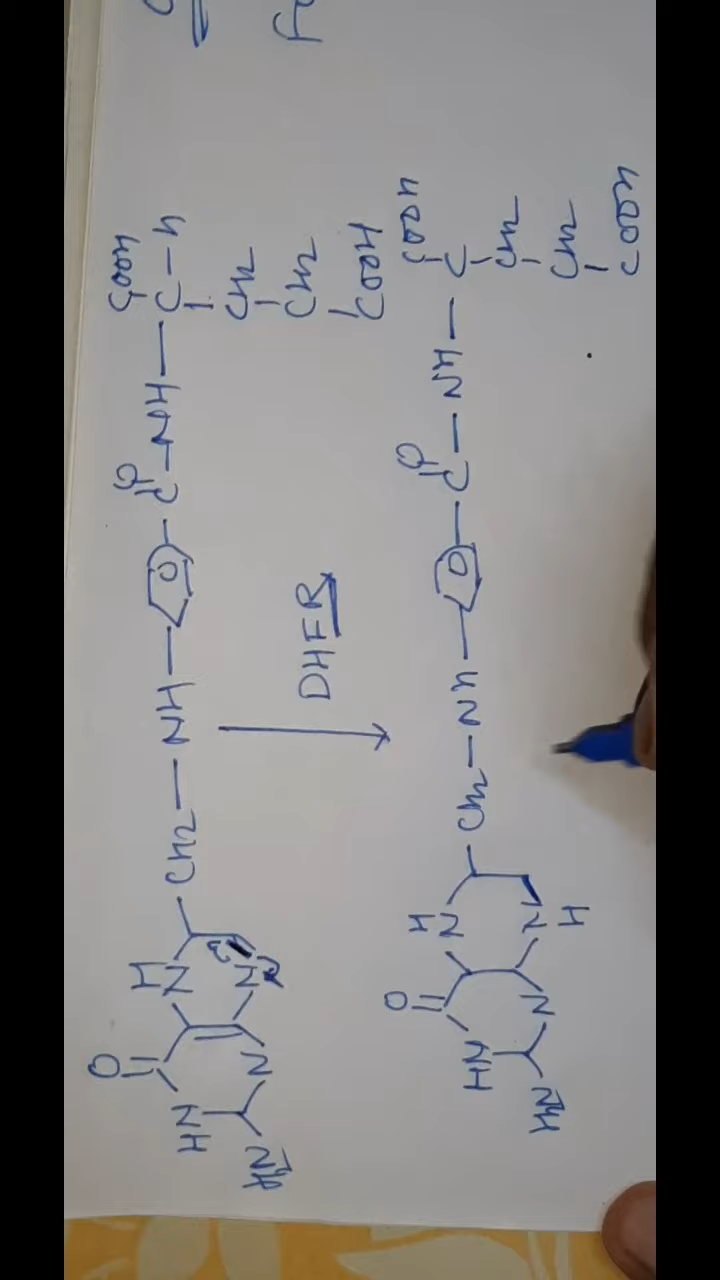 O H O COOH
HN N CH2 — NH — C – NH — C – H
N N CH2
H2N CH2
DHFR
COOH
O H O COOH
HN N CH2 – NH — C – NH — C
N N CH2
H2N H CH2
COOH